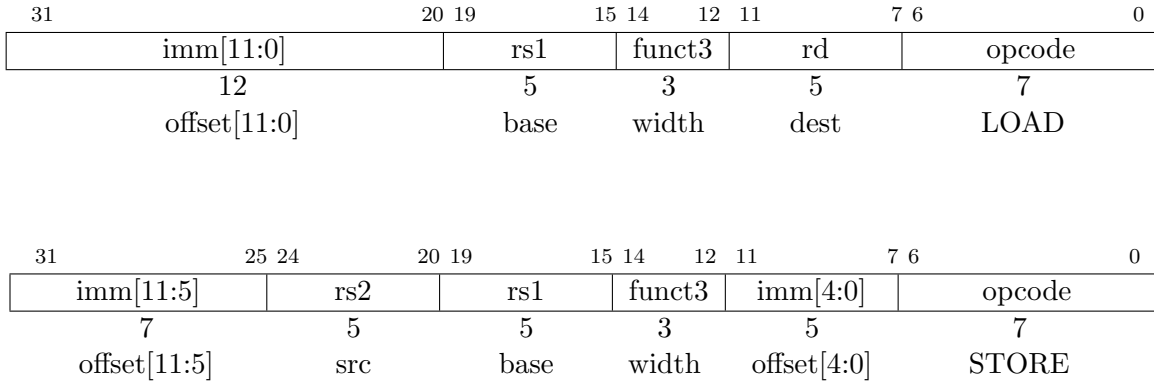 31 20 19 15 14 12 11 7 6 0
imm[11:0] rs1 funct3 rd opcode
12 5 3 5 7
offset[11:0] base width dest LOAD
31 25 24 20 19 15 14 12 11 7 6 0
imm[11:5] rs2 rs1 funct3 imm[4:0] opcode
7 5 5 3 5 7
offset[11:5] src base width offset[4:0] STORE